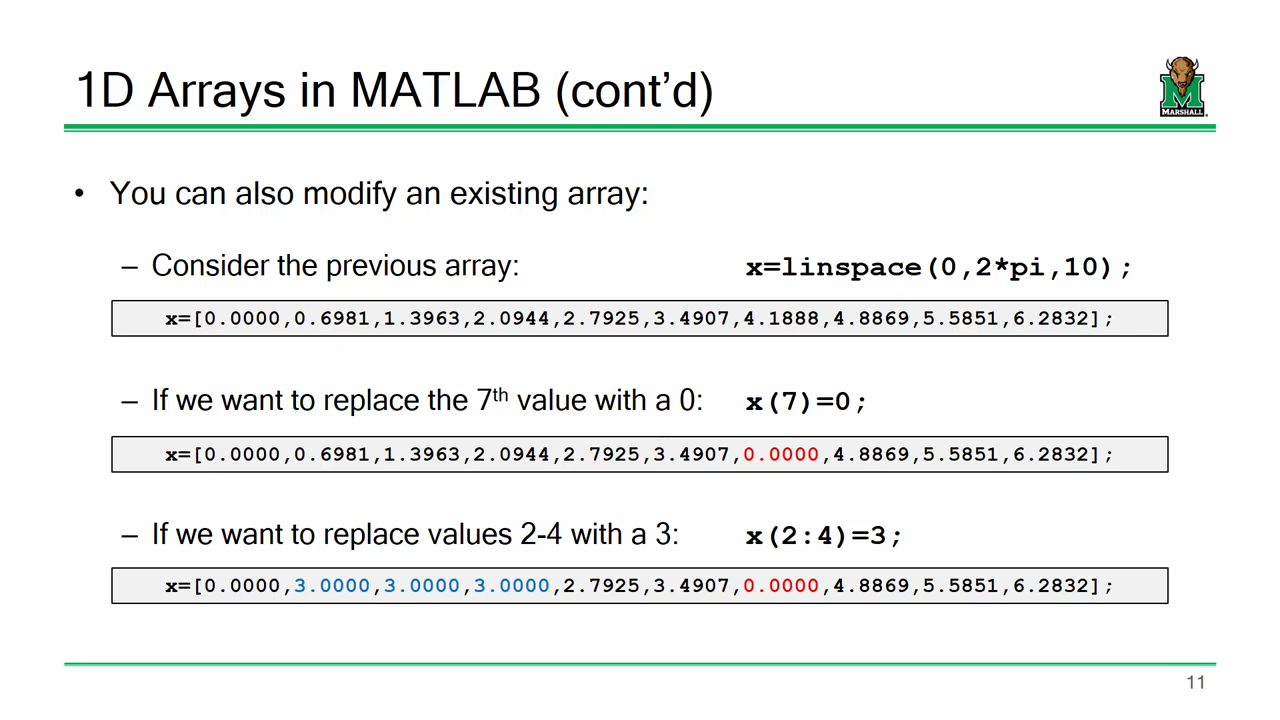 1D Arrays in MATLAB (cont’d)
MARSHALL
• You can also modify an existing array:
– Consider the previous array: x=linspace(0,2*pi,10);
x=[0.0000,0.6981,1.3963,2.0944,2.7925,3.4907,4.1888,4.8869,5.5851,6.2832];
– If we want to replace the 7th value with a 0: x(7)=0;
x=[0.0000,0.6981,1.3963,2.0944,2.7925,3.4907,0.0000,4.8869,5.5851,6.2832];
– If we want to replace values 2-4 with a 3: x(2:4)=3;
x=[0.0000,3.0000,3.0000,3.0000,2.7925,3.4907,0.0000,4.8869,5.5851,6.2832];
11